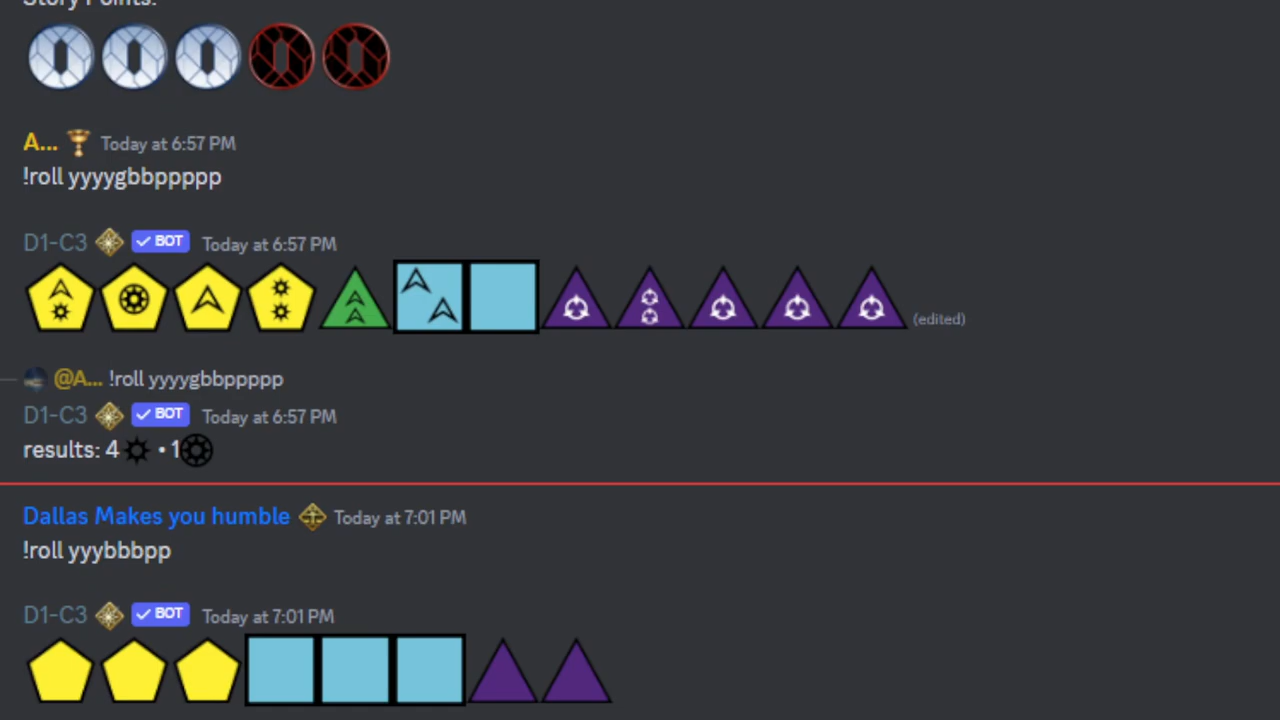 Story Points:
A... Today at 6:57 PM
!roll yyyygbbppppp
D1-C3 BOT Today at 6:57 PM
(edited)
@A... !roll yyyygbbppppp
D1-C3 BOT Today at 6:57 PM
results: 4 • 1
Dallas Makes you humble Today at 7:01 PM
!roll yyybbbpp
D1-C3 BOT Today at 7:01 PM